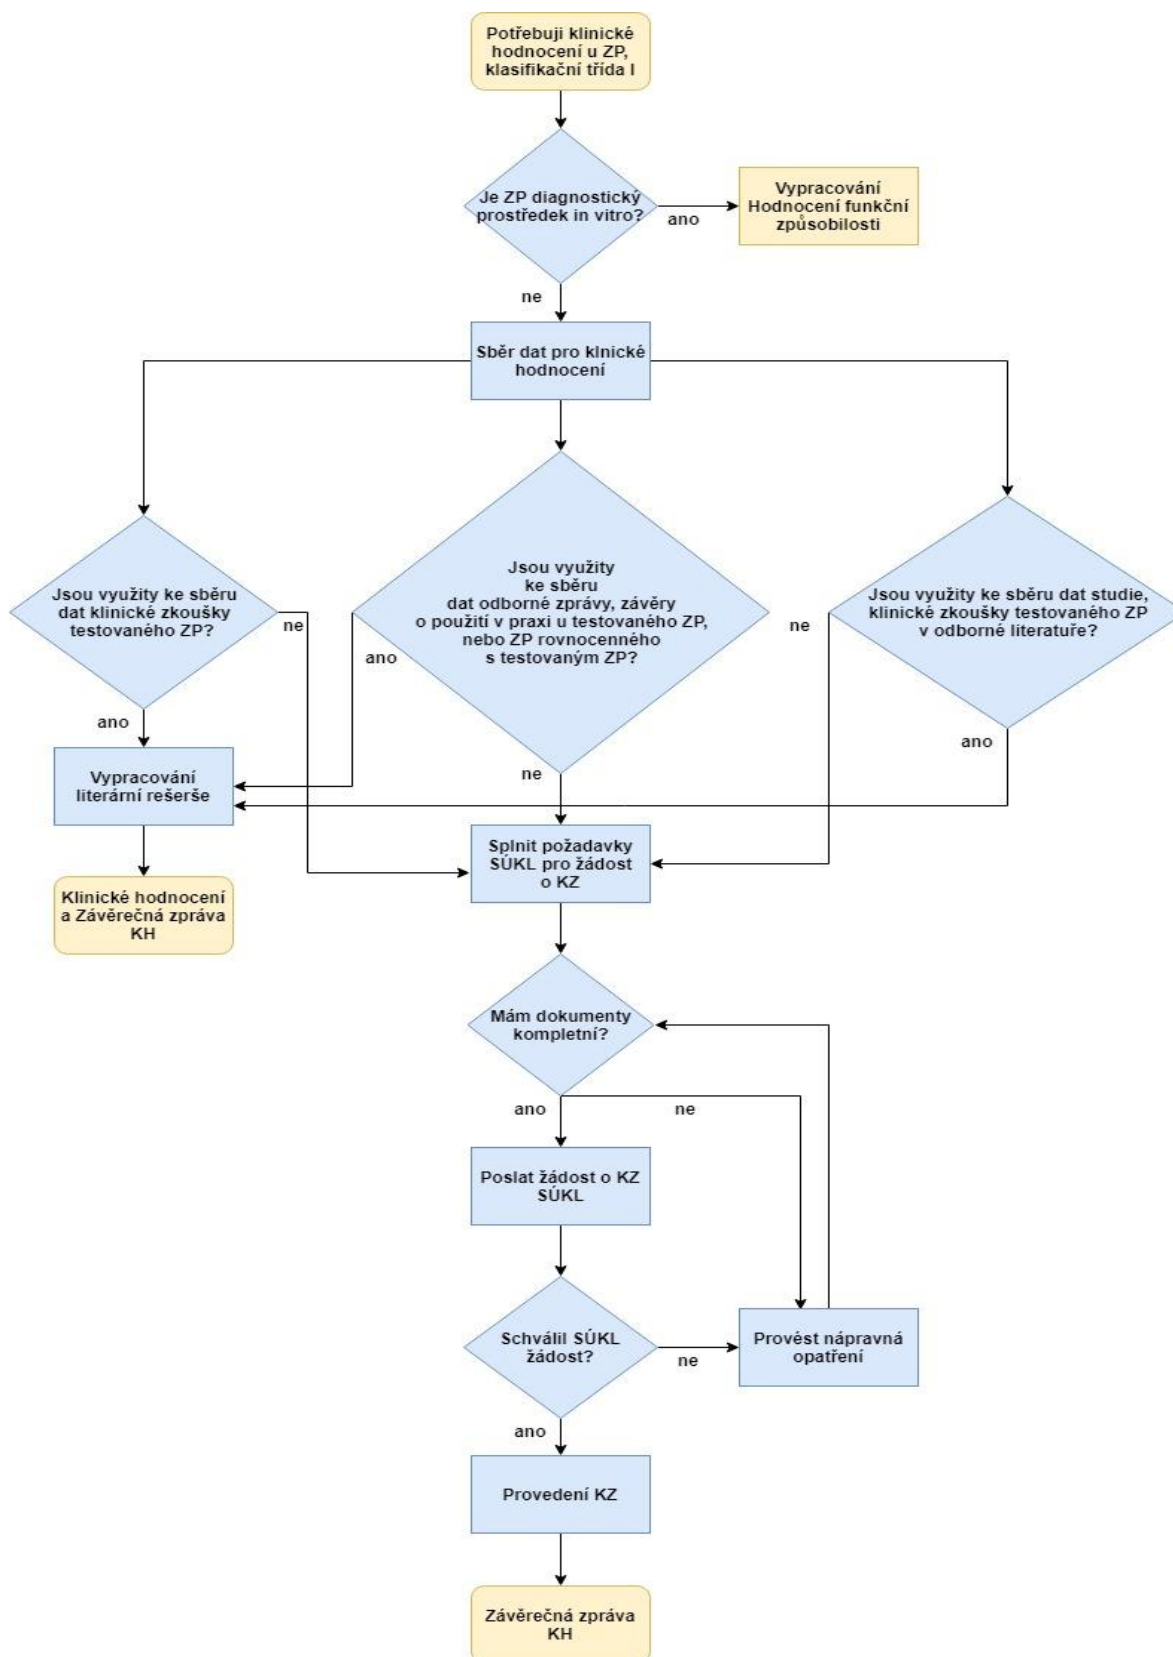 Potřebuji klinické
hodnocení u ZP,
klasifikační třída I
Je ZP diagnostický
prostředek in vitro?
ano
Vypracování
Hodnocení funkční
způsobilosti
ne
Sběr dat pro klnické
hodnocení
Jsou využity ke sběru
dat klinické zkoušky
testovaného ZP?
ne
ano
Jsou využity
ke sběru
dat odborné zprávy, závěry
o použití v praxi u testovaného ZP,
nebo ZP rovnocenného
s testovaným ZP?
ano
ne
Jsou využity ke sběru dat studie,
klinické zkoušky testovaného ZP
v odborné literatuře?
ne
ano
Vypracování
literární rešerše
Klinické hodnocení
a Závěrečná zpráva
KH
Splnit požadavky
SÚKL pro žádost
o KZ
Mám dokumenty
kompletní?
ano
ne
Poslat žádost o KZ
SÚKL
Schválil SÚKL
žádost?
ne
Provést nápravná
opatření
ano
Provedení KZ
Závěrečná zpráva
KH